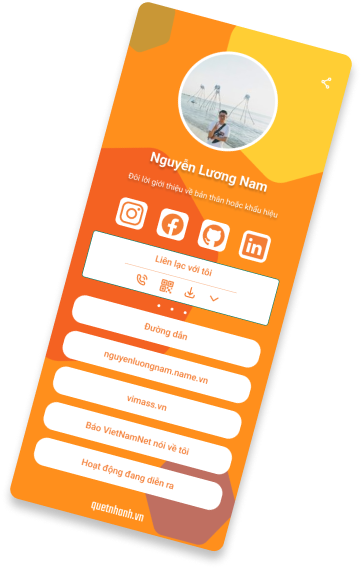 Nguyễn Lương Nam
Đôi lời giới thiệu về bản thân hoặc khẩu hiệu
Liên lạc với tôi
Đường dẫn
nguyenluongnam.name.vn
vimass.vn
Báo VietNamNet nói về tôi
Hoạt động đang diễn ra
quetnhanh.vn